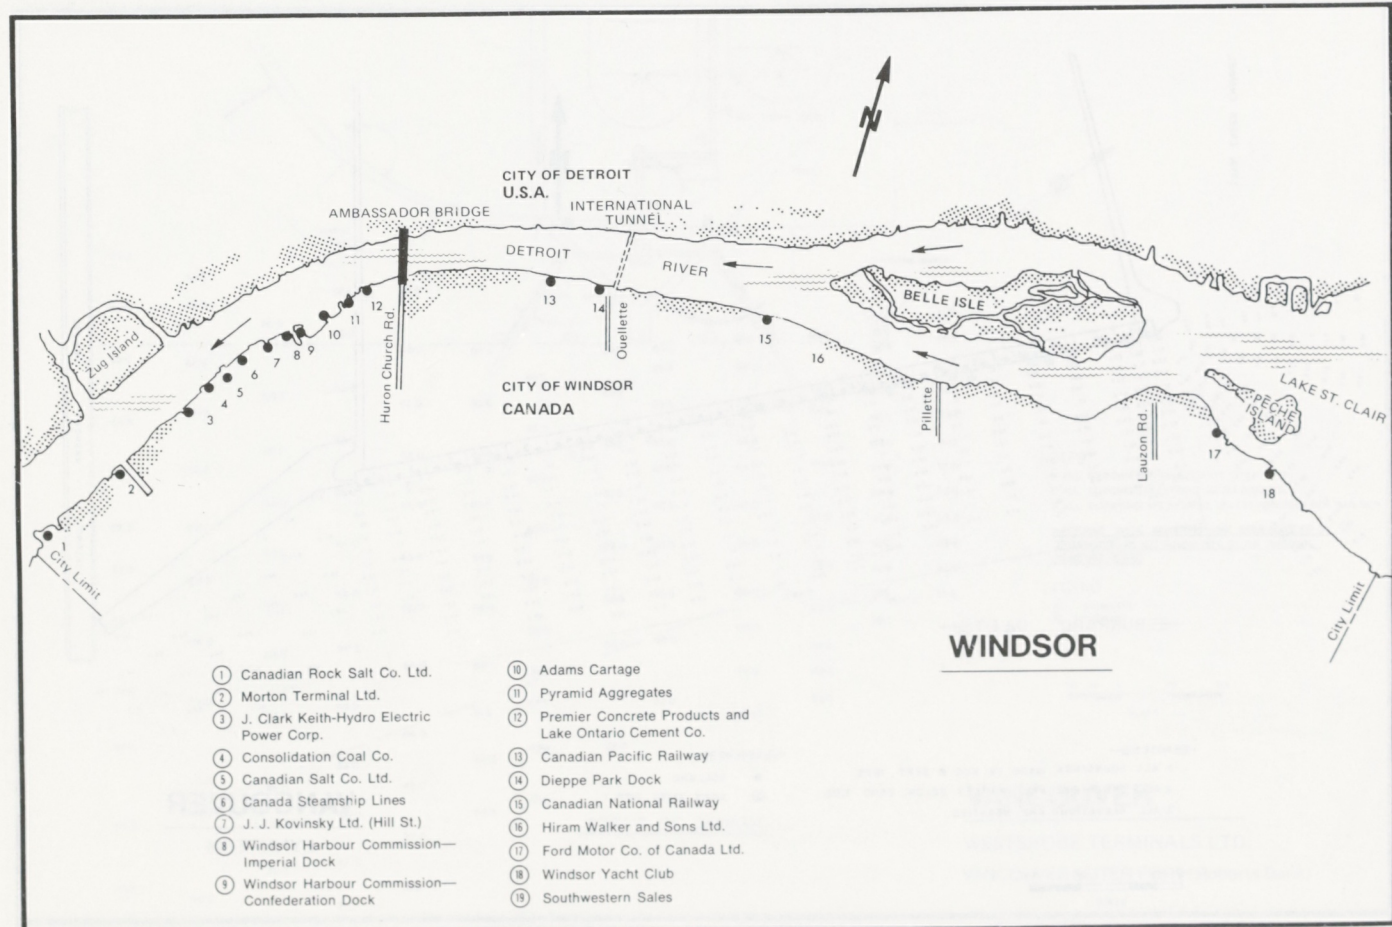 N
CITY OF DETROIT
U.S.A.
AMBASSADOR BRIDGE
INTERNATIONAL
TUNNEL
DETROIT
RIVER
BELLE ISLE
Zug Island
LAKE ST. CLAIR
PECHE
ISLAND
Huron Church Rd.
Ouellette
Pillette
Lauzon Rd.
CITY OF WINDSOR
CANADA
1
2
3
4
5
6
7
8
9
10
11
12
13
14
15
16
17
18
City Limit
City Limit
WINDSOR
1 Canadian Rock Salt Co. Ltd.
2 Morton Terminal Ltd.
3 J. Clark Keith-Hydro Electric
Power Corp.
4 Consolidation Coal Co.
5 Canadian Salt Co. Ltd.
6 Canada Steamship Lines
7 J. J. Kovinsky Ltd. (Hill St.)
8 Windsor Harbour Commission—
Imperial Dock
9 Windsor Harbour Commission—
Confederation Dock
10 Adams Cartage
11 Pyramid Aggregates
12 Premier Concrete Products and
Lake Ontario Cement Co.
13 Canadian Pacific Railway
14 Dieppe Park Dock
15 Canadian National Railway
16 Hiram Walker and Sons Ltd.
17 Ford Motor Co. of Canada Ltd.
18 Windsor Yacht Club
19 Southwestern Sales